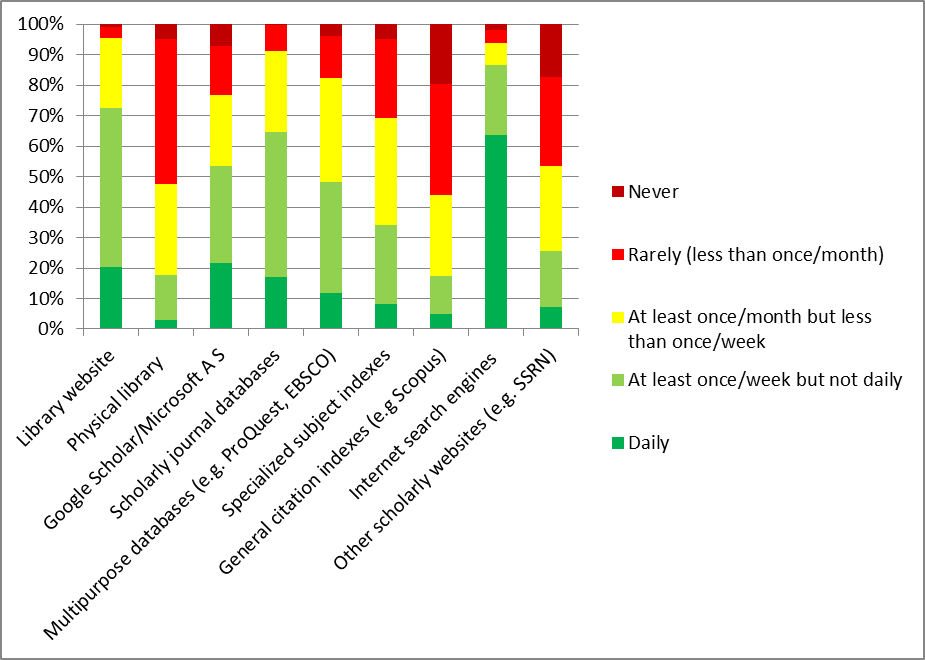 100%
90%
80%
70%
60%
50%
40%
30%
20%
10%
0%
Library website
Physical library
Google Scholar/Microsoft A S
Scholarly journal databases
Multipurpose databases (e.g. ProQuest, EBSCO)
Specialized subject indexes
General citation indexes (e.g Scopus)
Internet search engines
Other scholarly websites (e.g. SSRN)
Never
Rarely (less than once/month)
At least once/month but less
than once/week
At least once/week but not daily
Daily